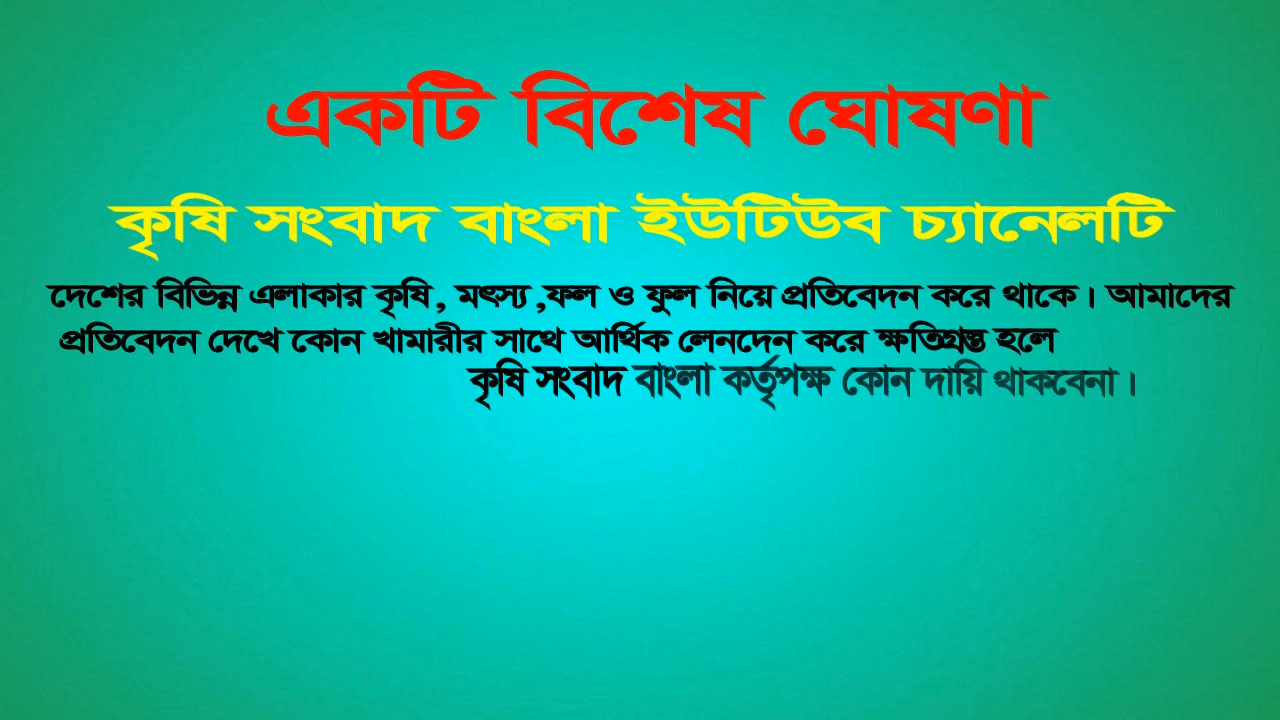 একটি বিশেষ ঘোষণা
কৃষি সংবাদ বাংলা ইউটিউব চ্যানেলটি
দেশের বিভিন্ন এলাকার কৃষি, মৎস্য ,ফল ও ফুল নিয়ে প্রতিবেদন করে থাকে। আমাদের
প্রতিবেদন দেখে কোন খামারীর সাথে আর্থিক লেনদেন করে ক্ষতিগ্রস্ত হলে
কৃষি সংবাদ বাংলা কর্তৃপক্ষ কোন দায়ি থাকবেনা।